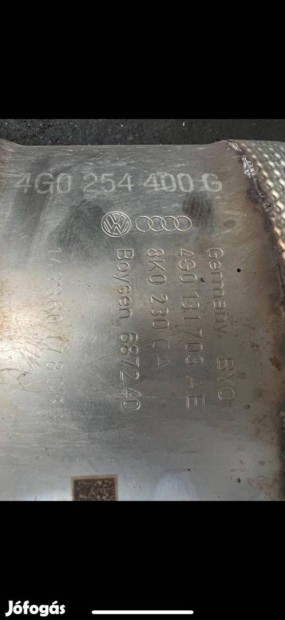 4G0 254 400 G
Germany BYO
4G0 131 703 AE
8K0 230 CA
Boysen 687240
Jófogás